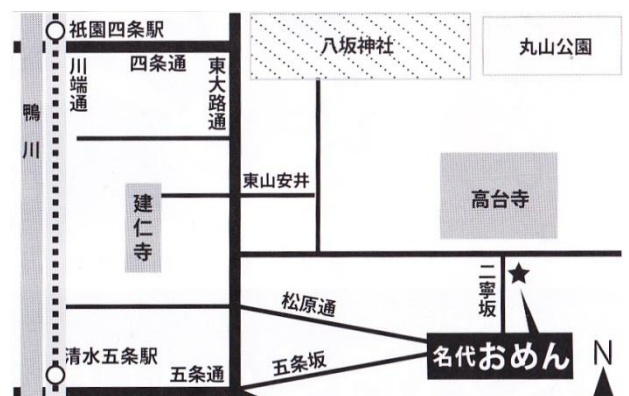 祇園四条駅
八坂神社
丸山公園
四条通
川端通
東大路通
鴨川
東山安井
建仁寺
高台寺
二寧坂
松原通
清水五条駅
五条坂
五条通
名代おめん
N